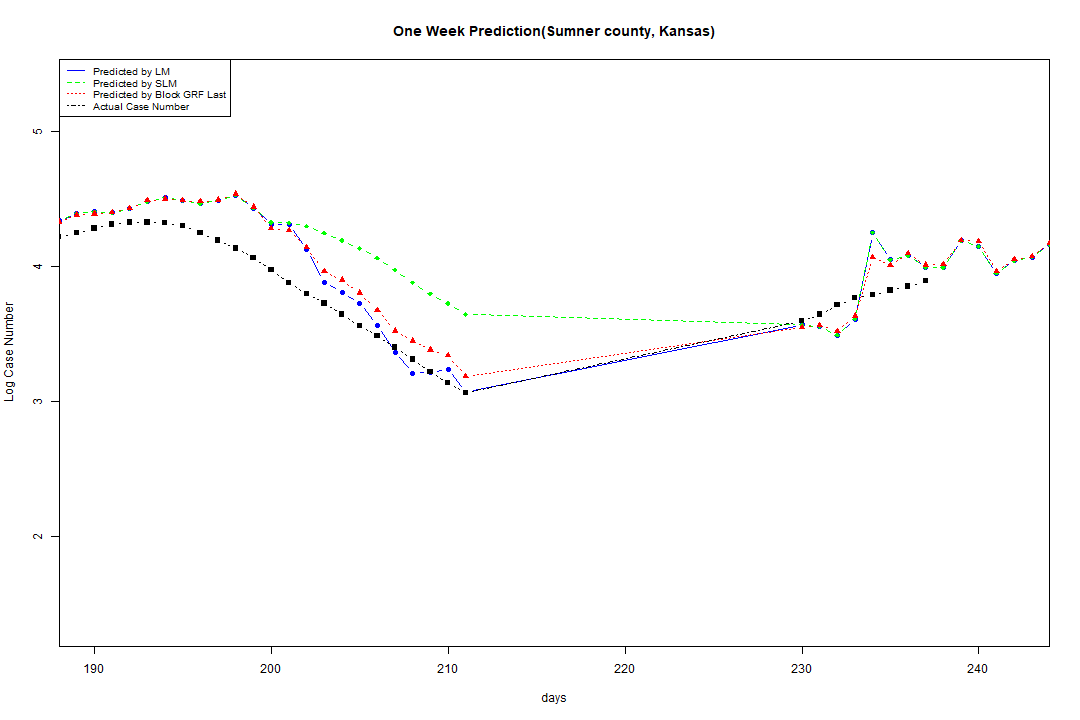 One Week Prediction(Sumner county, Kansas)
Predicted by LM
Predicted by SLM
Predicted by Block GRF Last
Actual Case Number
5
4
3
2
Log Case Number
190 200 210 220 230 240
days